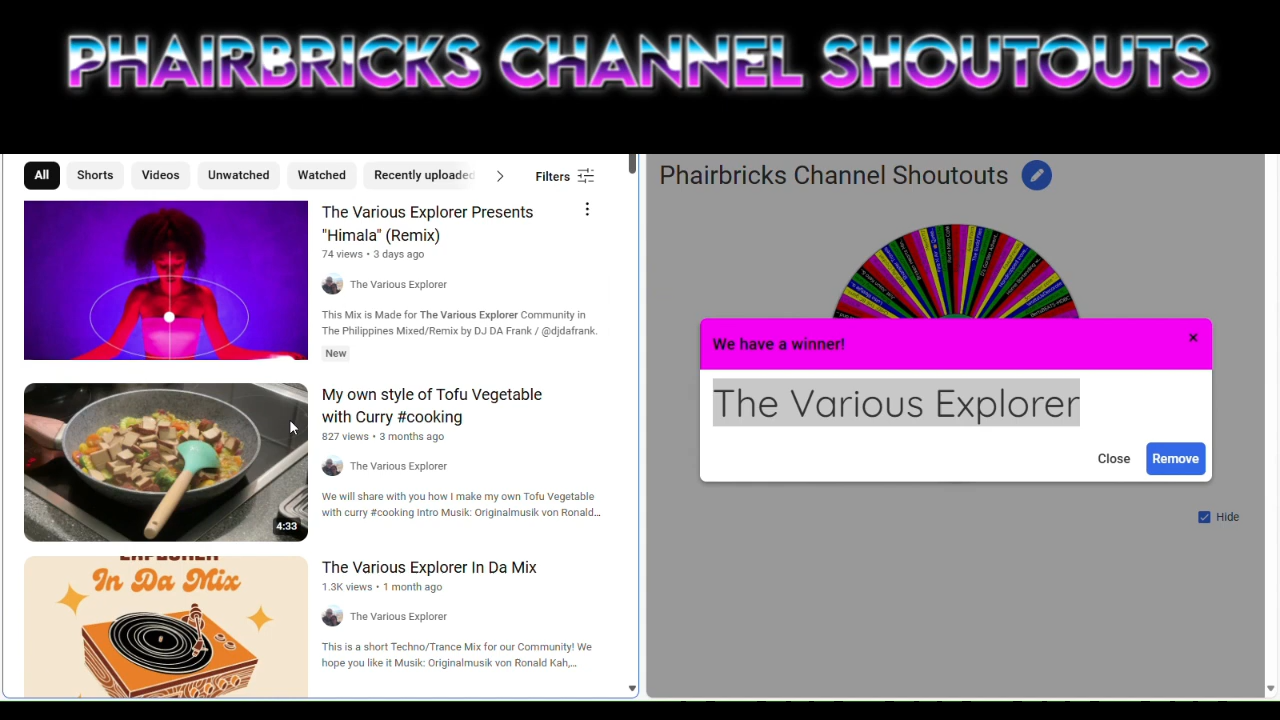 PHAIRBRICKS CHANNEL SHOUTOUTS
All
Shorts
Videos
Unwatched
Watched
Recently uploaded
Filters
The Various Explorer Presents
"Himala" (Remix)
74 views • 3 days ago
The Various Explorer
This Mix is Made for The Various Explorer Community in
The Philippines Mixed/Remix by DJ DA Frank / @djdafrank.
New
My own style of Tofu Vegetable
with Curry #cooking
827 views • 3 months ago
The Various Explorer
We will share with you how I make my own Tofu Vegetable
with curry #cooking Intro Musik: Originalmusik von Ronald...
4:33
In Da Mix
The Various Explorer In Da Mix
1.3K views • 1 month ago
The Various Explorer
This is a short Techno/Trance Mix for our Community! We
hope you like it Musik: Originalmusik von Ronald Kah,...
Phairbricks Channel Shoutouts
We have a winner!
The Various Explorer
Close
Remove
Hide